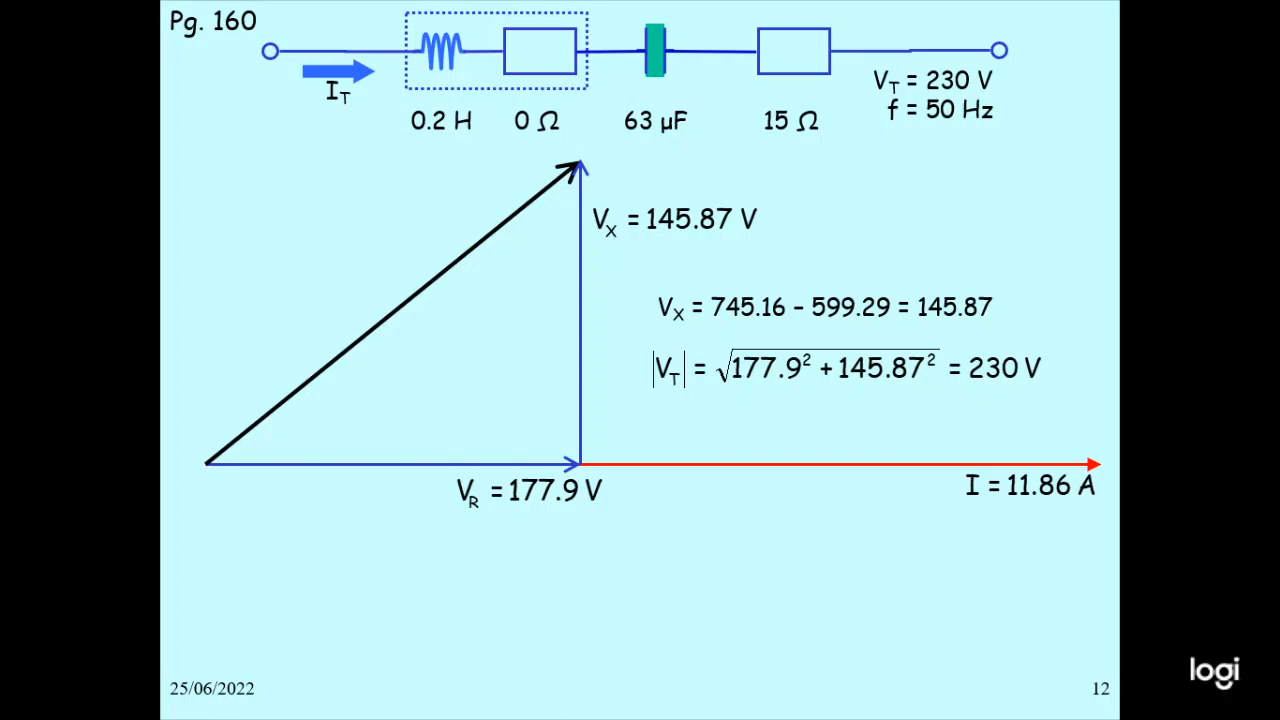 Pg. 160
I_T
0.2 H 0 Ω 63 μF 15 Ω
V_T = 230 V
f = 50 Hz
V_X = 145.87 V
V_X = 745.16 – 599.29 = 145.87
|V_T| = √(177.9² + 145.87²) = 230 V
V_R = 177.9 V
I = 11.86 A
25/06/2022
12
logi